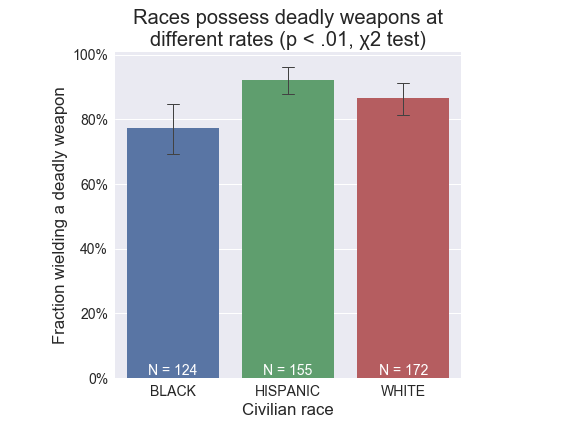 Races possess deadly weapons at
different rates (p < .01, χ2 test)
100%
80%
60%
40%
20%
0%
Fraction wielding a deadly weapon
N = 124
N = 155
N = 172
BLACK
HISPANIC
WHITE
Civilian race